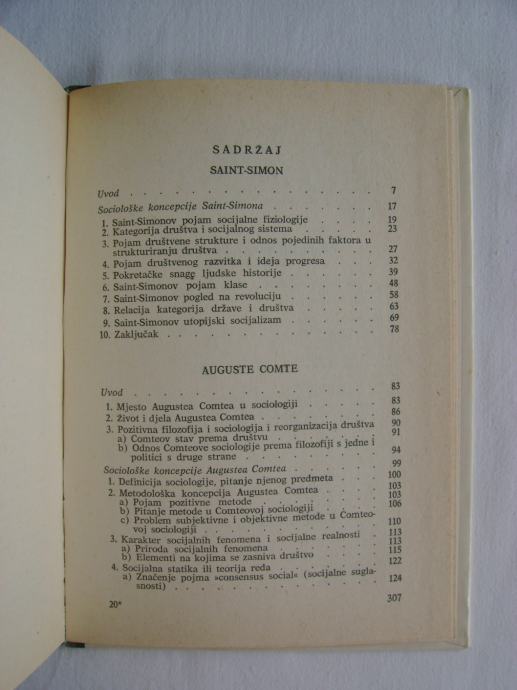 SADRŽAJ
SAINT-SIMON
Uvod . . . . . . . . . . . . . . . 7
Sociološke koncepcije Saint-Simona . . . . . . 17
1. Saint-Simonov pojam socijalne fiziologije . . . . 19
2. Kategorija društva i socijalnog sistema . . . . 23
3. Pojam društvene strukture i odnos pojedinih faktora u
strukturiranju društva . . . . . . . . 27
4. Pojam društvenog razvitka i ideja progresa . . . 32
5. Pokretačke snage ljudske historije . . . . . 39
6. Saint-Simonov pojam klase . . . . . . . 48
7. Saint-Simonov pogled na revoluciju . . . . . 58
8. Relacija kategorija države i društva . . . . . 63
9. Saint-Simonov utopijski socijalizam . . . . . 69
10. Zaključak . . . . . . . . . . . . 78
AUGUSTE COMTE
Uvod . . . . . . . . . . . . . . . 83
1. Mjesto Augustea Comtea u sociologiji . . . . . 83
2. Život i djela Augustea Comtea . . . . . . . 86
3. Pozitivna filozofija i sociologija i reorganizacija društva 90
a) Comteov stav prema društvu . . . . . . 91
b) Odnos Comteove sociologije prema filozofiji s jedne i
politici s druge strane . . . . . . . . 94
Sociološke koncepcije Augustea Comtea . . . . . 99
1. Definicija sociologije, pitanje njenog predmeta . . . 100
2. Metodološka koncepcija Augustea Comtea . . . . 103
a) Pojam pozitivne metode . . . . . . . 103
b) Pitanje metode u Comteovoj sociologiji . . . . 106
c) Problem subjektivne i objektivne metode u Comteo-
voj sociologiji . . . . . . . . . . 110
3. Karakter socijalnih fenomena i socijalne realnosti . . 113
a) Priroda socijalnih fenomena . . . . . . 113
b) Elementi na kojima se zasniva društvo . . . . 115
4. Socijalna statika ili teorija reda . . . . . . 122
a) Značenje pojma »consensus social« (socijalne sugla-
snosti) . . . . . . . . . . . . 124
20* 307